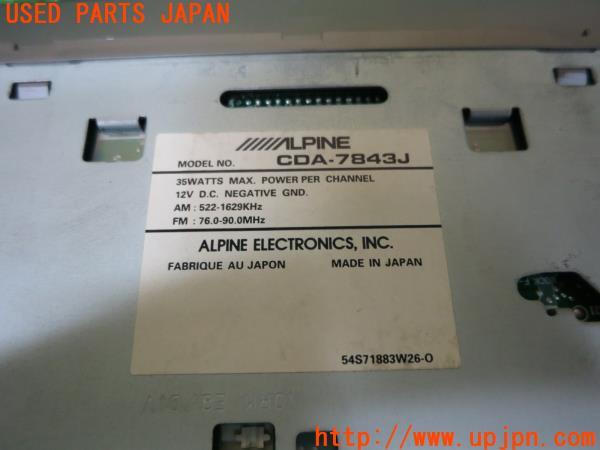 USED PARTS JAPAN
ALPINE
MODEL NO. CDA-7843J
35WATTS MAX. POWER PER CHANNEL
12V D.C. NEGATIVE GND.
AM : 522-1629KHz
FM : 76.0-90.0MHz
ALPINE ELECTRONICS, INC.
FABRIQUE AU JAPON MADE IN JAPAN
54S71883W26-O
http://www.upjpn.com/